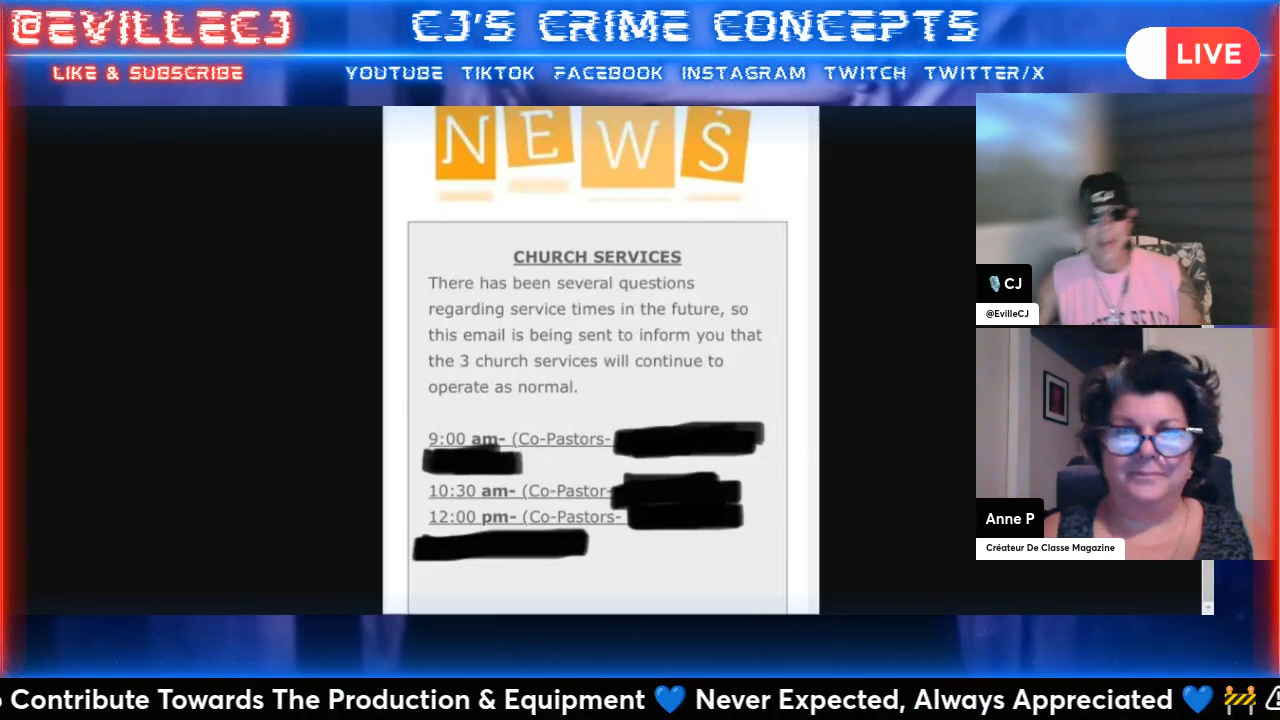 @EVILLECJ
CJ'S CRIME CONCEPTS
LIKE & SUBSCRIBE
YOUTUBE TIKTOK FACEBOOK INSTAGRAM TWITCH TWITTER/X
LIVE
NEWS
CHURCH SERVICES
There has been several questions
regarding service times in the future, so
this email is being sent to inform you that
the 3 church services will continue to
operate as normal.
9:00 am- (Co-Pastors-
10:30 am- (Co-Pastor-
12:00 pm- (Co-Pastors-
🎙️CJ
@EvilleCJ
Anne P
Créateur De Classe Magazine
Contribute Towards The Production & Equipment 💙 Never Expected, Always Appreciated 💙 🚧